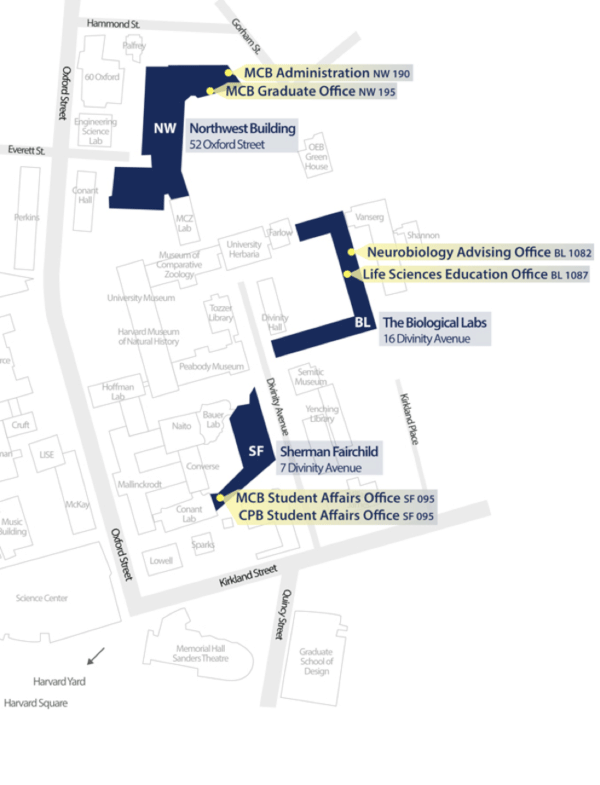 Hammond St.
Gorham St.
Palfrey
Oxford Street
60 Oxford
MCB Administration NW 190
MCB Graduate Office NW 195
Engineering
Science
Lab
NW
Northwest Building
52 Oxford Street
Everett St.
OEB
Green
House
Perkins
Conant
Hall
MCZ
Lab
Farlow
Vanserg
Shannon
University
Herbaria
Museum of
Comparative
Zoology
Neurobiology Advising Office BL 1082
Life Sciences Education Office BL 1087
University Museum
Tozzer
Library
Divinity
Hall
BL
The Biological Labs
16 Divinity Avenue
Harvard Museum
of Natural History
Peabody Museum
Semitic
Museum
Hoffman
Lab
Divinity Avenue
Yenching
Library
Kirkland Place
Bauer
Lab
Naito
Cruft
SF
Sherman Fairchild
7 Divinity Avenue
LISE
Converse
Mallinckrodt
MCB Student Affairs Office SF 095
CPB Student Affairs Office SF 095
McKay
Conant
Lab
Music
Building
Sparks
Lowell
Oxford Street
Kirkland Street
Science Center
Quincy Street
Memorial Hall
Sanders Theatre
Graduate
School of
Design
Harvard Yard
Harvard Square